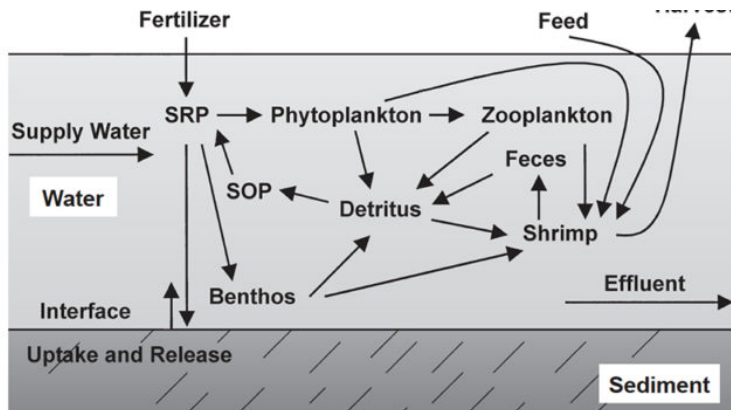 Fertilizer
Feed
SRP
Phytoplankton
Zooplankton
Supply Water
Feces
Water
SOP
Detritus
Shrimp
Benthos
Effluent
Interface
Uptake and Release
Sediment